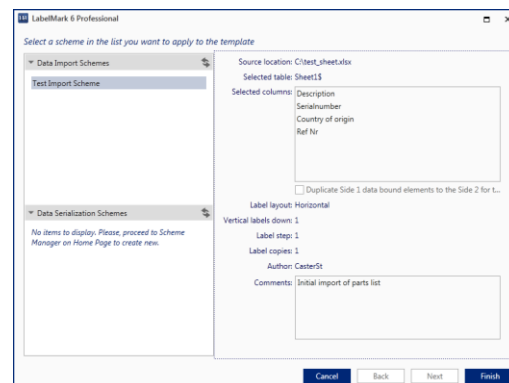 LabelMark 6 Professional
Select a scheme in the list you want to apply to the template
Data Import Schemes
Test Import Scheme
Data Serialization Schemes
No items to display. Please, proceed to Scheme
Manager on Home Page to create new.
Source location: C:\test_sheet.xlsx
Selected table: Sheet1$
Selected columns: Description
Serialnumber
Country of origin
Ref Nr
Duplicate Side 1 data bound elements to the Side 2 for t...
Label layout: Horizontal
Vertical labels down: 1
Label step: 1
Label copies: 1
Author: CasterSt
Comments: Initial import of parts list
Cancel Back Next Finish